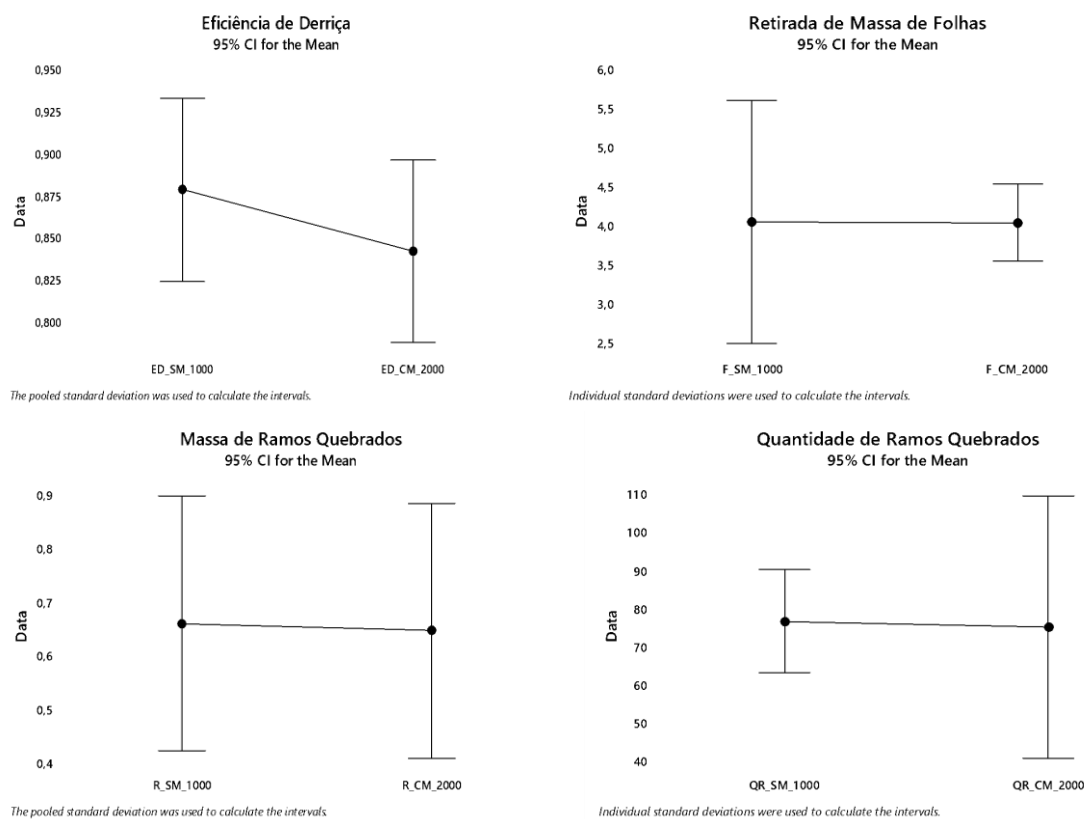 Eficiência de Derriça
95% CI for the Mean
0,950
0,925
0,900
0,875
0,850
0,825
0,800
Data
ED_SM_1000
ED_CM_2000
The pooled standard deviation was used to calculate the intervals.
Retirada de Massa de Folhas
95% CI for the Mean
6,0
5,5
5,0
4,5
4,0
3,5
3,0
2,5
Data
F_SM_1000
F_CM_2000
Individual standard deviations were used to calculate the intervals.
Massa de Ramos Quebrados
95% CI for the Mean
0,9
0,8
0,7
0,6
0,5
0,4
Data
R_SM_1000
R_CM_2000
The pooled standard deviation was used to calculate the intervals.
Quantidade de Ramos Quebrados
95% CI for the Mean
110
100
90
80
70
60
50
40
Data
QR_SM_1000
QR_CM_2000
Individual standard deviations were used to calculate the intervals.